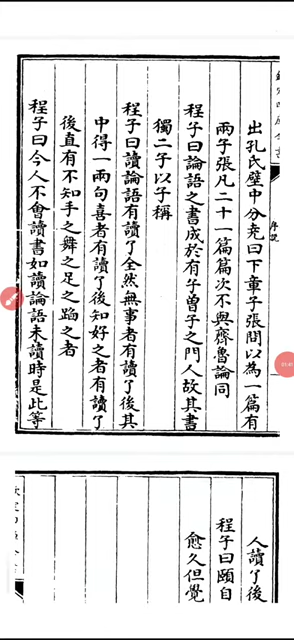 序說
出孔氏壁中分堯曰下章子張問以為一篇有
兩子張凡二十一篇篇次不與齊魯論同
程子曰論語之書成於有子曾子之門人故其書
獨二子以子稱
程子曰讀論語有讀了全然無事者有讀了後其
中得一兩句喜者有讀了後知好之者有讀了
後直有不知手之舞之足之蹈之者
程子曰今人不會讀書如讀論語未讀時是此等
人讀了後
程子曰頤自
愈久但覺